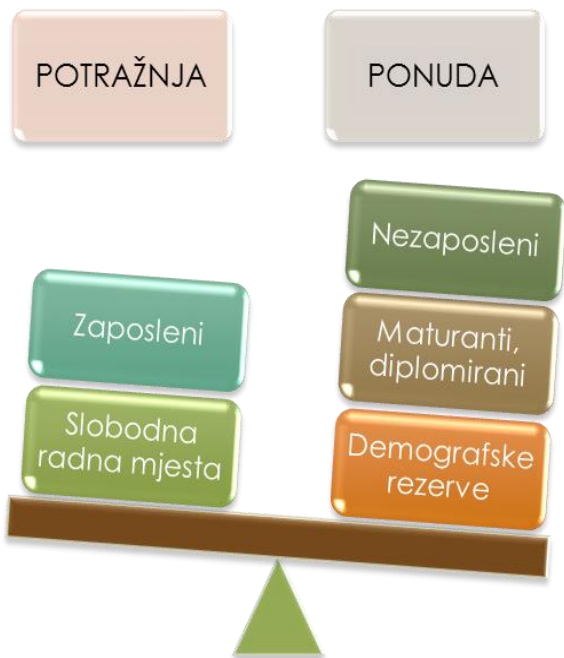 POTRAŽNJA
PONUDA
Zaposleni
Slobodna
radna mjesta
Nezaposleni
Maturanti,
diplomirani
Demografske
rezerve